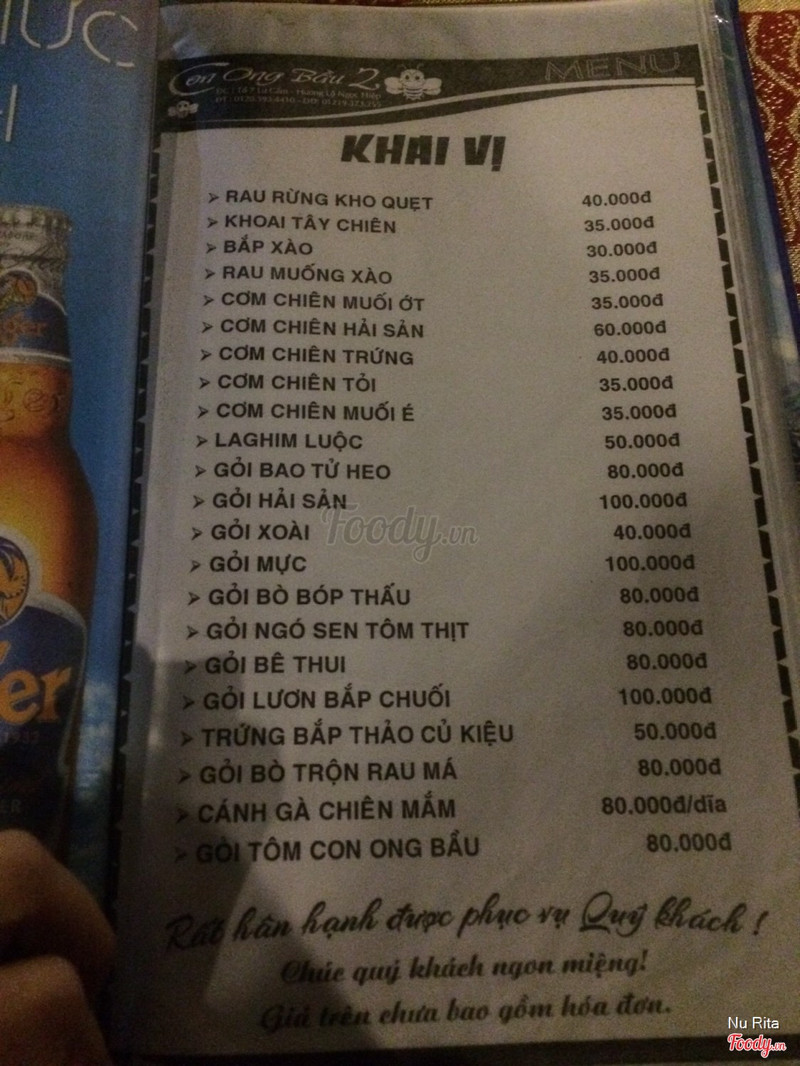 Con Ong Bầu 2
MENU
KHAI VỊ
➢ RAU RỪNG KHO QUẸT 40.000đ
➢ KHOAI TÂY CHIÊN 35.000đ
➢ BẮP XÀO 30.000đ
➢ RAU MUỐNG XÀO 35.000đ
➢ CƠM CHIÊN MUỐI ỚT 35.000đ
➢ CƠM CHIÊN HẢI SẢN 60.000đ
➢ CƠM CHIÊN TRỨNG 40.000đ
➢ CƠM CHIÊN TỎI 35.000đ
➢ CƠM CHIÊN MUỐI É 35.000đ
➢ LAGHIM LUỘC 50.000đ
➢ GỎI BAO TỬ HEO 80.000đ
➢ GỎI HẢI SẢN 100.000đ
➢ GỎI XOÀI 40.000đ
➢ GỎI MỰC 100.000đ
➢ GỎI BÒ BÓP THẤU 80.000đ
➢ GỎI NGÓ SEN TÔM THỊT 80.000đ
➢ GỎI BÊ THUI 80.000đ
➢ GỎI LƯƠN BẮP CHUỐI 100.000đ
➢ TRỨNG BẮP THẢO CỦ KIỆU 50.000đ
➢ GỎI BÒ TRỘN RAU MÁ 80.000đ
➢ CÁNH GÀ CHIÊN MẮM 80.000đ/dĩa
➢ GỎI TÔM CON ONG BẦU 80.000đ
Rất hân hạnh được phục vụ Quý khách !
Chúc quý khách ngon miệng!
Giá trên chưa bao gồm hóa đơn.
Foody.vn
Nu Rita
Foody.vn